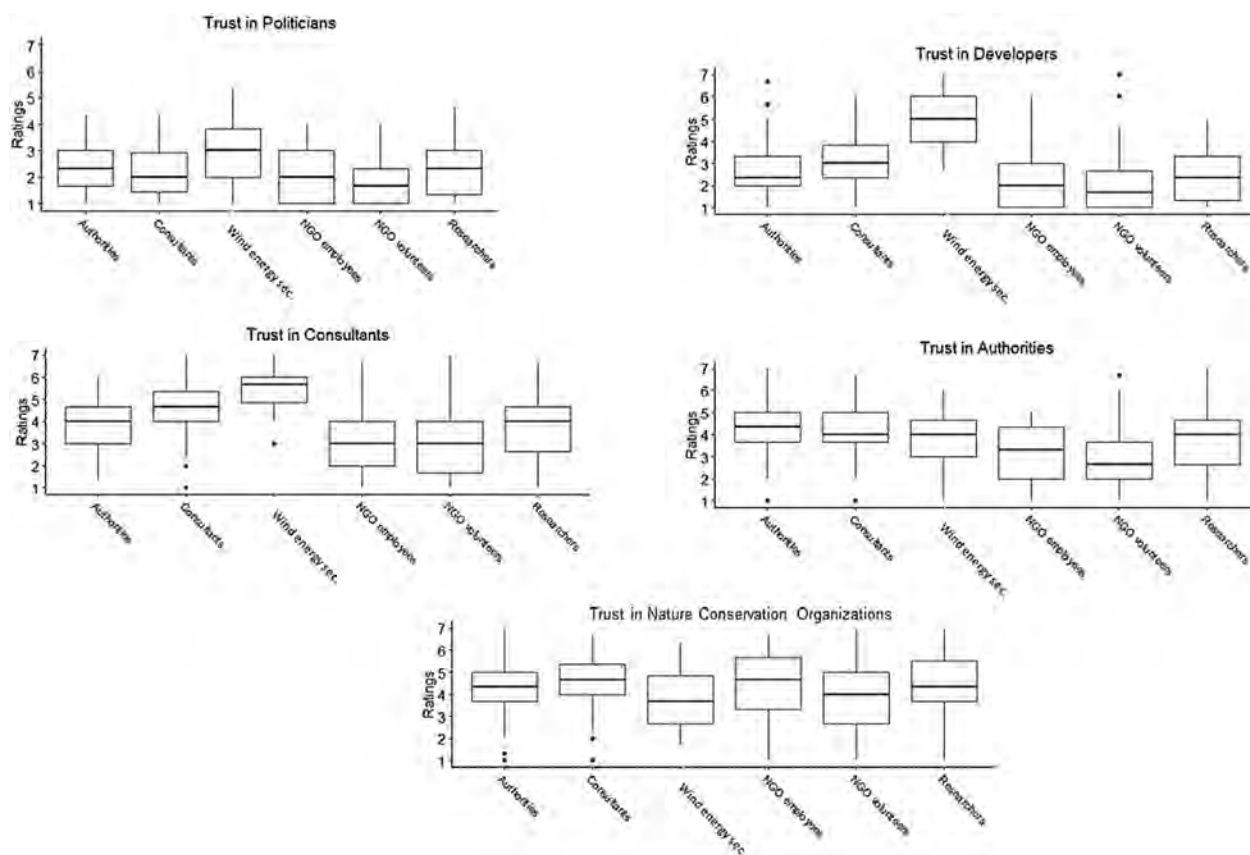 Trust in Politicians
Ratings
7
6
5
4
3
2
1
Authorities
Consultants
Wind energy sec.
NGO employees
NGO volunteers
Researchers
Trust in Developers
Ratings
7
6
5
4
3
2
1
Authorities
Consultants
Wind energy sec.
NGO employees
NGO volunteers
Researchers
Trust in Consultants
Ratings
7
6
5
4
3
2
1
Authorities
Consultants
Wind energy sec.
NGO employees
NGO volunteers
Researchers
Trust in Authorities
Ratings
7
6
5
4
3
2
1
Authorities
Consultants
Wind energy sec.
NGO employees
NGO volunteers
Researchers
Trust in Nature Conservation Organizations
Ratings
7
6
5
4
3
2
1
Authorities
Consultants
Wind energy sec.
NGO employees
NGO volunteers
Researchers